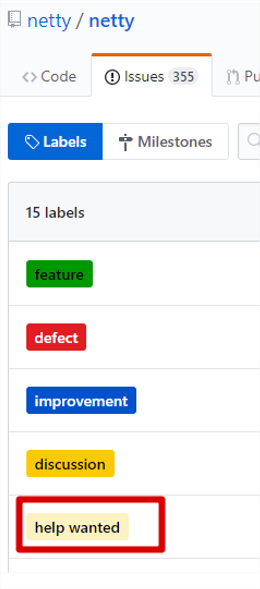 netty / netty
Code
Issues 355
Labels
Milestones
15 labels
feature
defect
improvement
discussion
help wanted